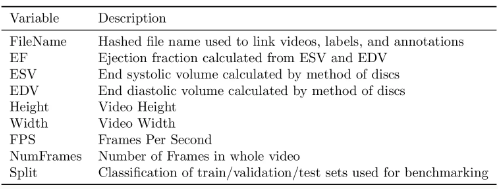 Variable Description
FileName Hashed file name used to link videos, labels, and annotations
EF Ejection fraction calculated from ESV and EDV
ESV End systolic volume calculated by method of discs
EDV End diastolic volume calculated by method of discs
Height Video Height
Width Video Width
FPS Frames Per Second
NumFrames Number of Frames in whole video
Split Classification of train/validation/test sets used for benchmarking